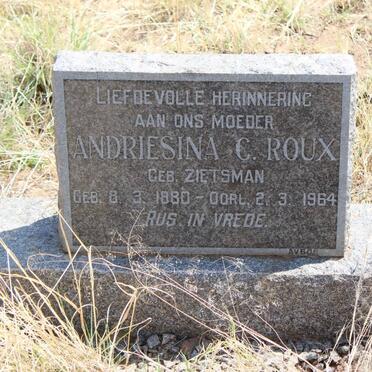 LIEFDEVOLLE HERINNERING
AAN ONS MOEDER
ANDRIESINA C. ROUX
GEB. ZIETSMAN
GEB. 8. 3. 1880 - OORL. 2. 3. 1964
RUS IN VREDE.